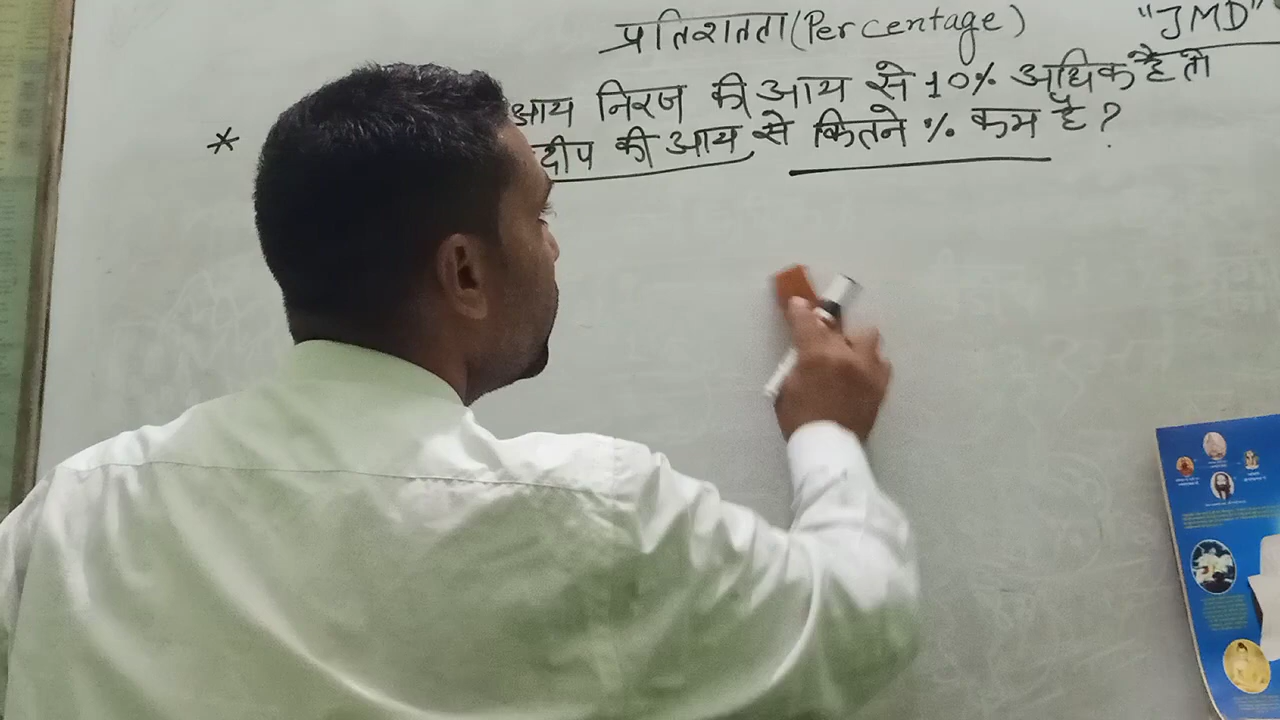 प्रतिशतता (Percentage) "JMD"
आय निरज की आय से 10% अधिक है तो
* दीप की आय से कितने % कम है ?